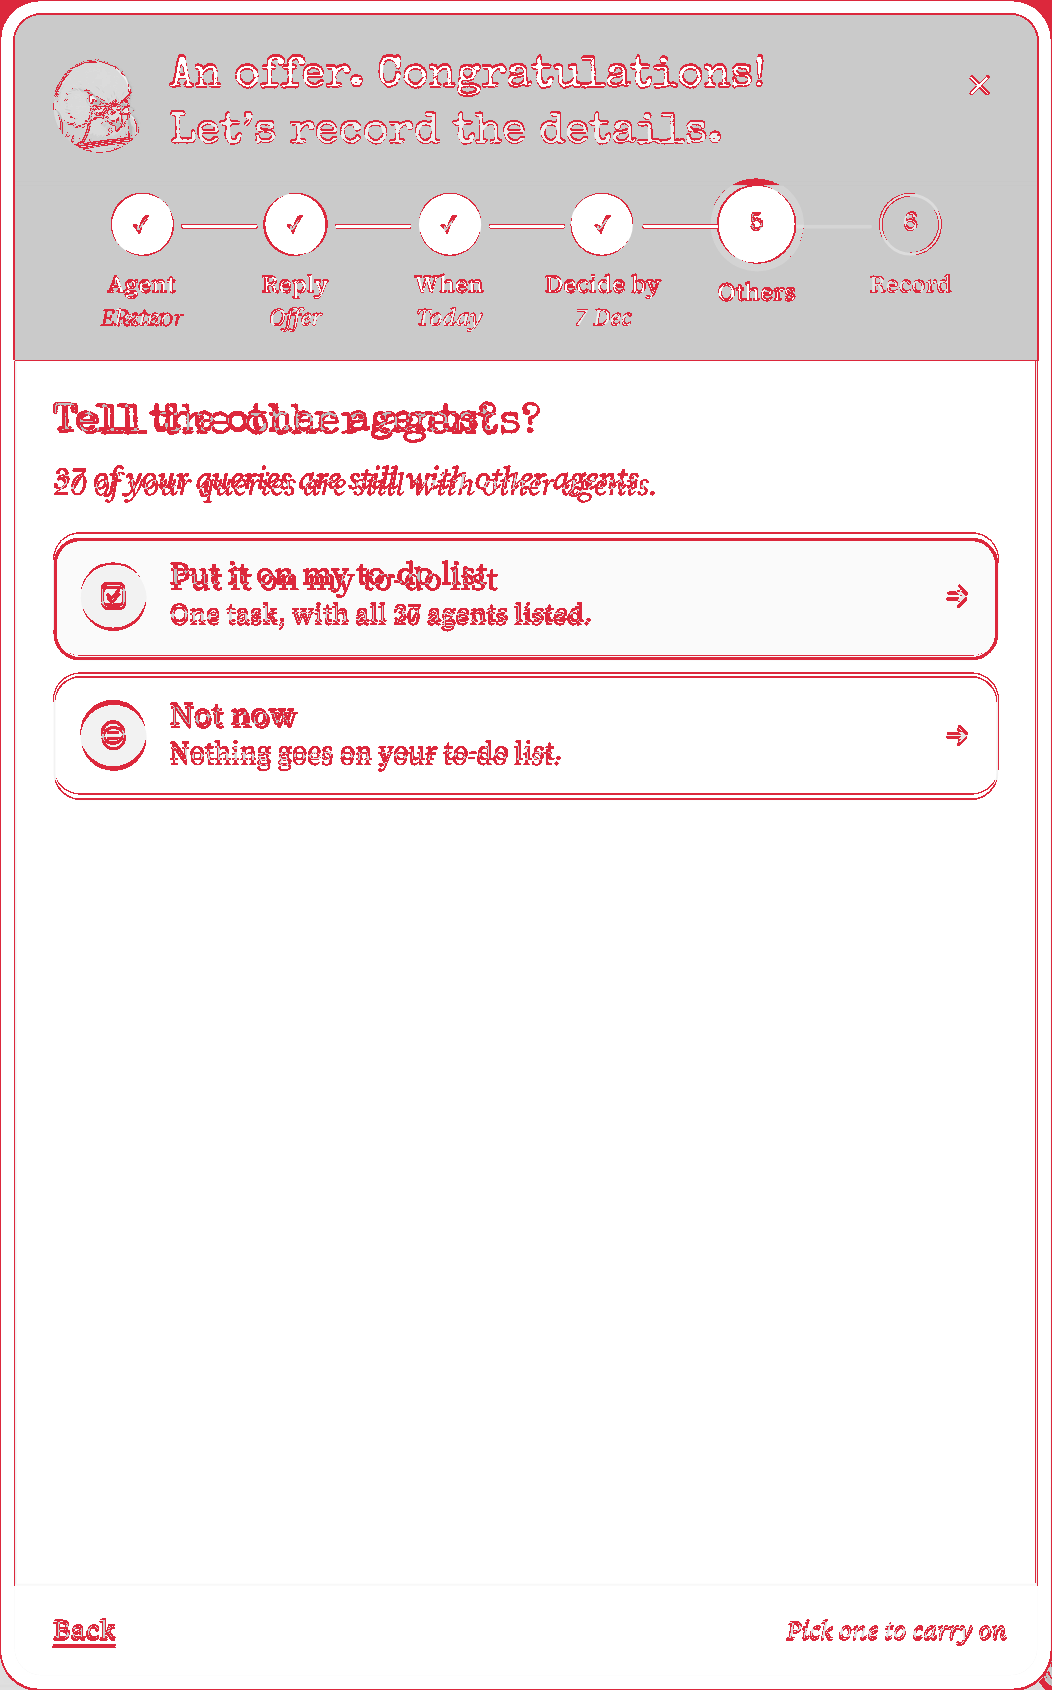 An offer. Congratulations!
Let's record the details.
✓ ✓ ✓ ✓ 5
Agent Reply When Decide by Others Record
Offer Today 7 Dec
Tell the other agents?
of your queries are still with other agents.
Put it on my to-do list
One task, with all agents listed.
Not now
Nothing goes on your to-do list.
Back
Pick one to carry on